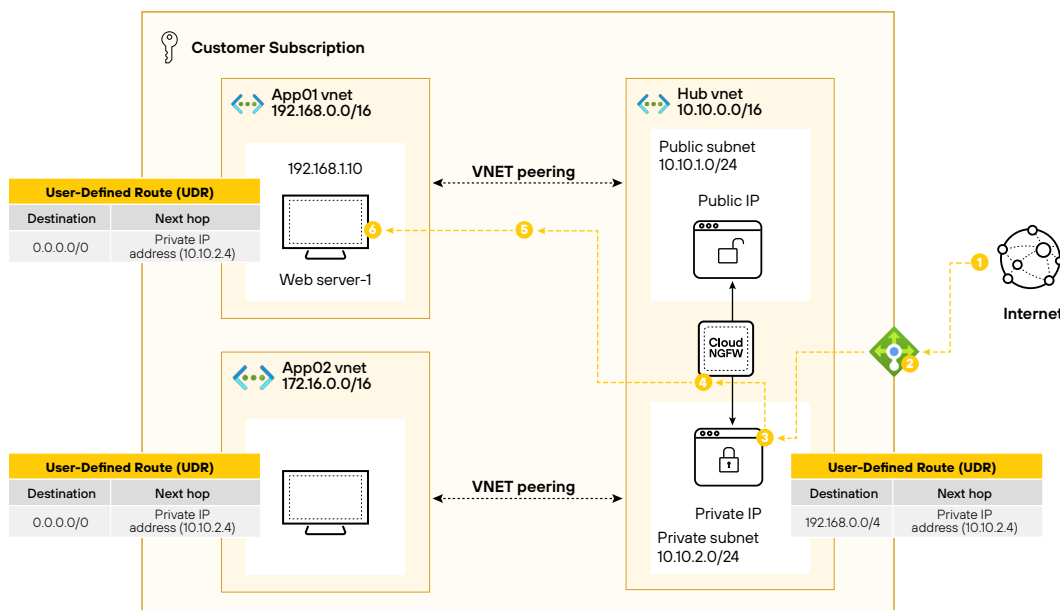 Customer Subscription
App01 vnet
192.168.0.0/16
192.168.1.10
6
Web server-1
User-Defined Route (UDR)
Destination Next hop
0.0.0.0/0 Private IP
address (10.10.2.4)
VNET peering
5
Hub vnet
10.10.0.0/16
Public subnet
10.10.1.0/24
Public IP
Cloud
NGFW
4
3
Private IP
Private subnet
10.10.2.0/24
1
Internet
2
App02 vnet
172.16.0.0/16
User-Defined Route (UDR)
Destination Next hop
0.0.0.0/0 Private IP
address (10.10.2.4)
VNET peering
User-Defined Route (UDR)
Destination Next hop
192.168.0.0/4 Private IP
address (10.10.2.4)